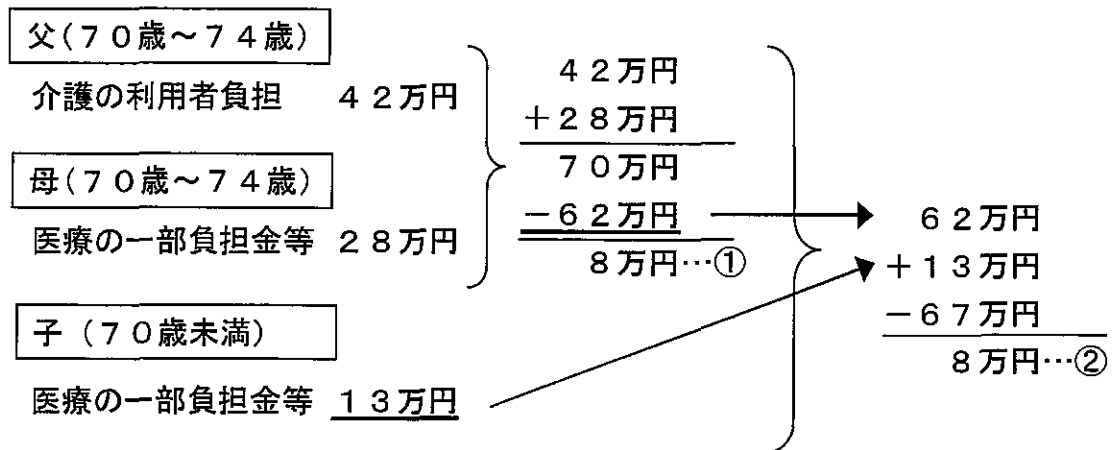 父(70歳~74歳)
介護の利用者負担 42万円
母(70歳~74歳)
医療の一部負担金等 28万円
子(70歳未満)
医療の一部負担金等 13万円
42万円
+28万円
70万円
-62万円
8万円…①
62万円
+13万円
-67万円
8万円…②